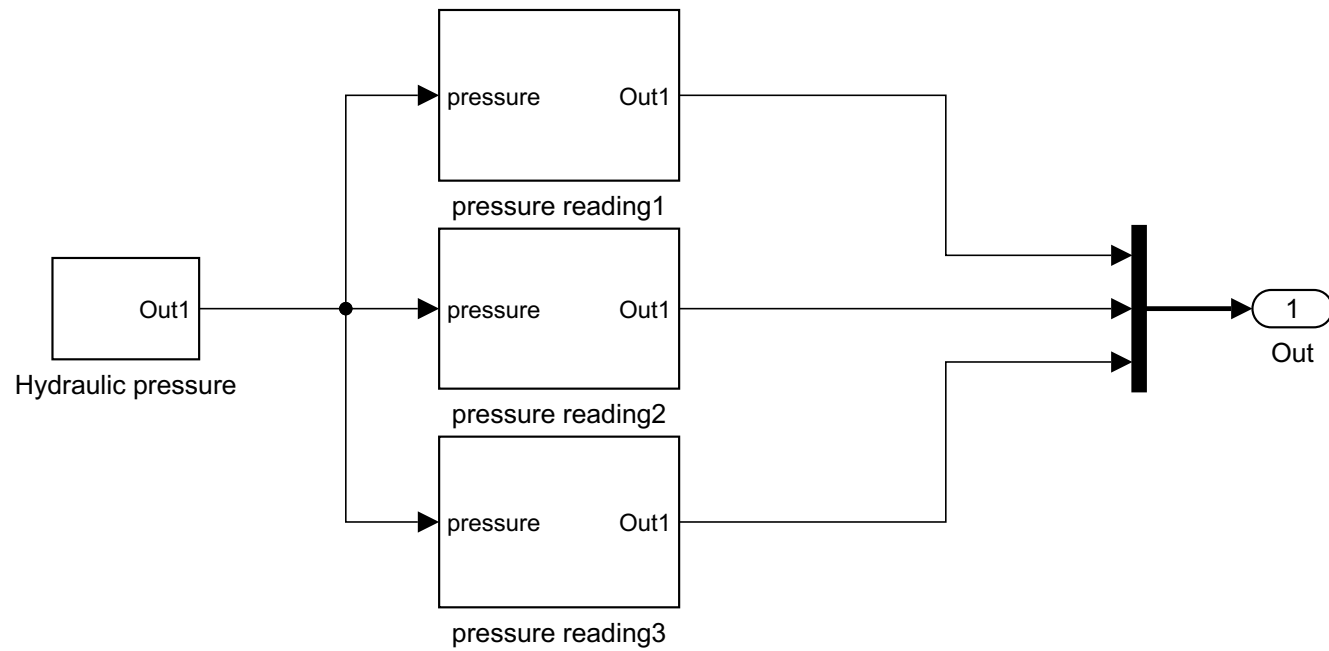 pressure Out1
pressure reading1
Out1
Hydraulic pressure
pressure Out1
pressure reading2
pressure Out1
pressure reading3
1
Out